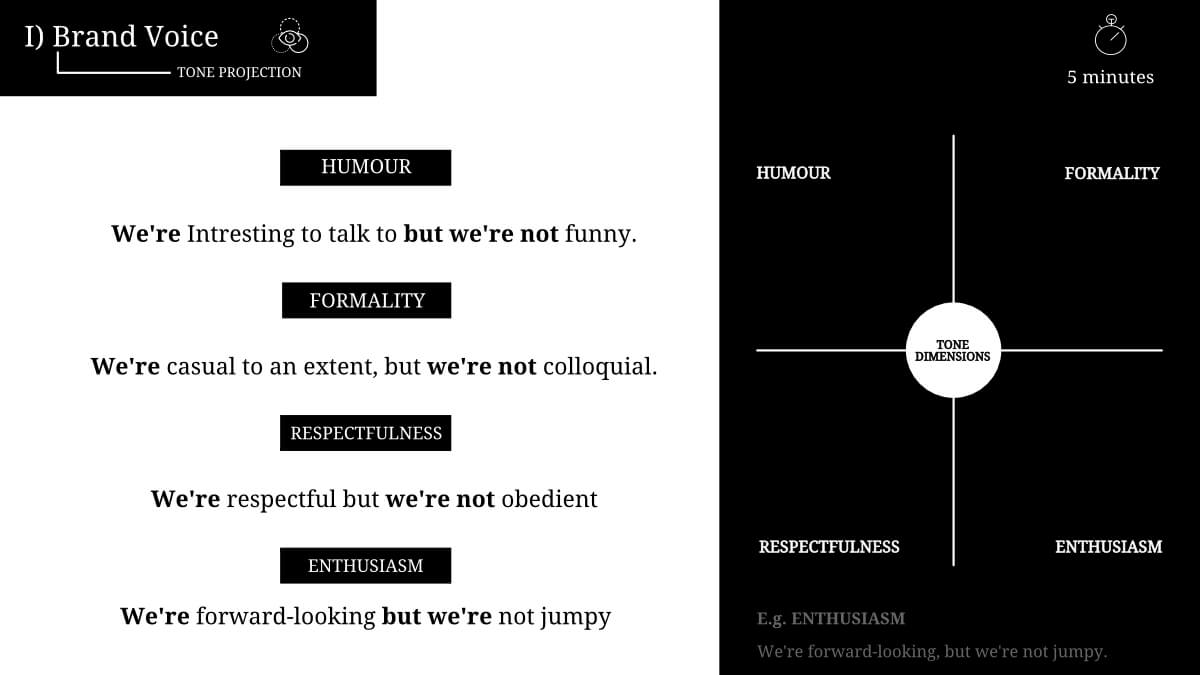 I) Brand Voice
TONE PROJECTION
HUMOUR
We're Intresting to talk to but we're not funny.
FORMALITY
We're casual to an extent, but we're not colloquial.
RESPECTFULNESS
We're respectful but we're not obedient
ENTHUSIASM
We're forward-looking but we're not jumpy
5 minutes
HUMOUR
FORMALITY
TONE
DIMENSIONS
RESPECTFULNESS
ENTHUSIASM
E.g. ENTHUSIASM
We're forward-looking, but we're not jumpy.